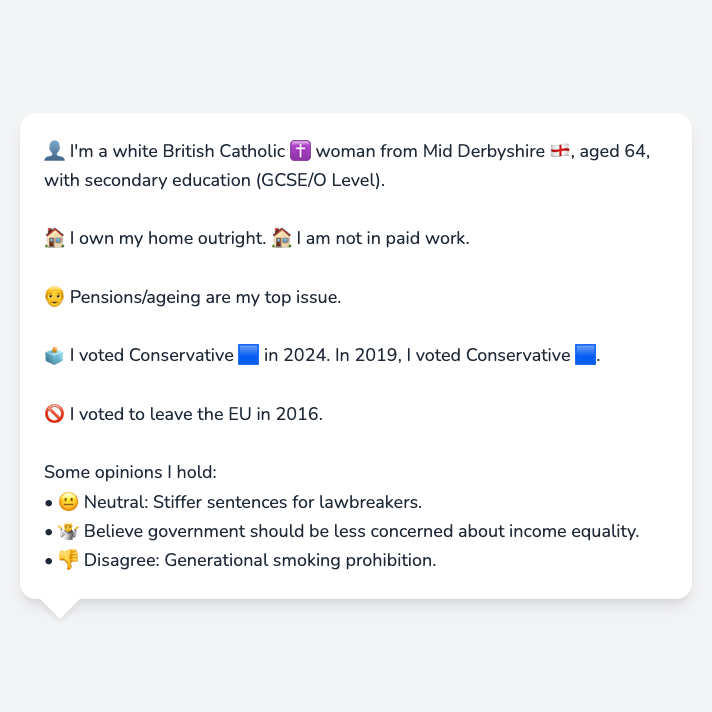 👤 I'm a white British Catholic ✝️ woman from Mid Derbyshire 🏴󠁧󠁢󠁥󠁮󠁧󠁿, aged 64,
with secondary education (GCSE/O Level).
🏠 I own my home outright. 🏠 I am not in paid work.
👴 Pensions/ageing are my top issue.
🗳️ I voted Conservative 🟦 in 2024. In 2019, I voted Conservative 🟦.
🚫 I voted to leave the EU in 2016.
Some opinions I hold:
• 😐 Neutral: Stiffer sentences for lawbreakers.
• 🤷 Believe government should be less concerned about income equality.
• 👎 Disagree: Generational smoking prohibition.